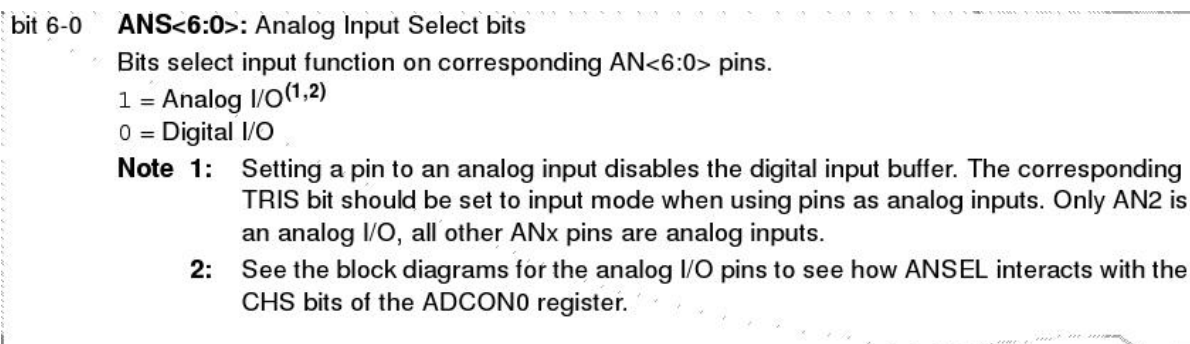 bit 6-0 ANS<6:0>: Analog Input Select bits
Bits select input function on corresponding AN<6:0> pins.
1 = Analog I/O(1,2)
0 = Digital I/O
Note 1: Setting a pin to an analog input disables the digital input buffer. The corresponding
TRIS bit should be set to input mode when using pins as analog inputs. Only AN2 is
an analog I/O, all other ANx pins are analog inputs.
2: See the block diagrams for the analog I/O pins to see how ANSEL interacts with the
CHS bits of the ADCON0 register.